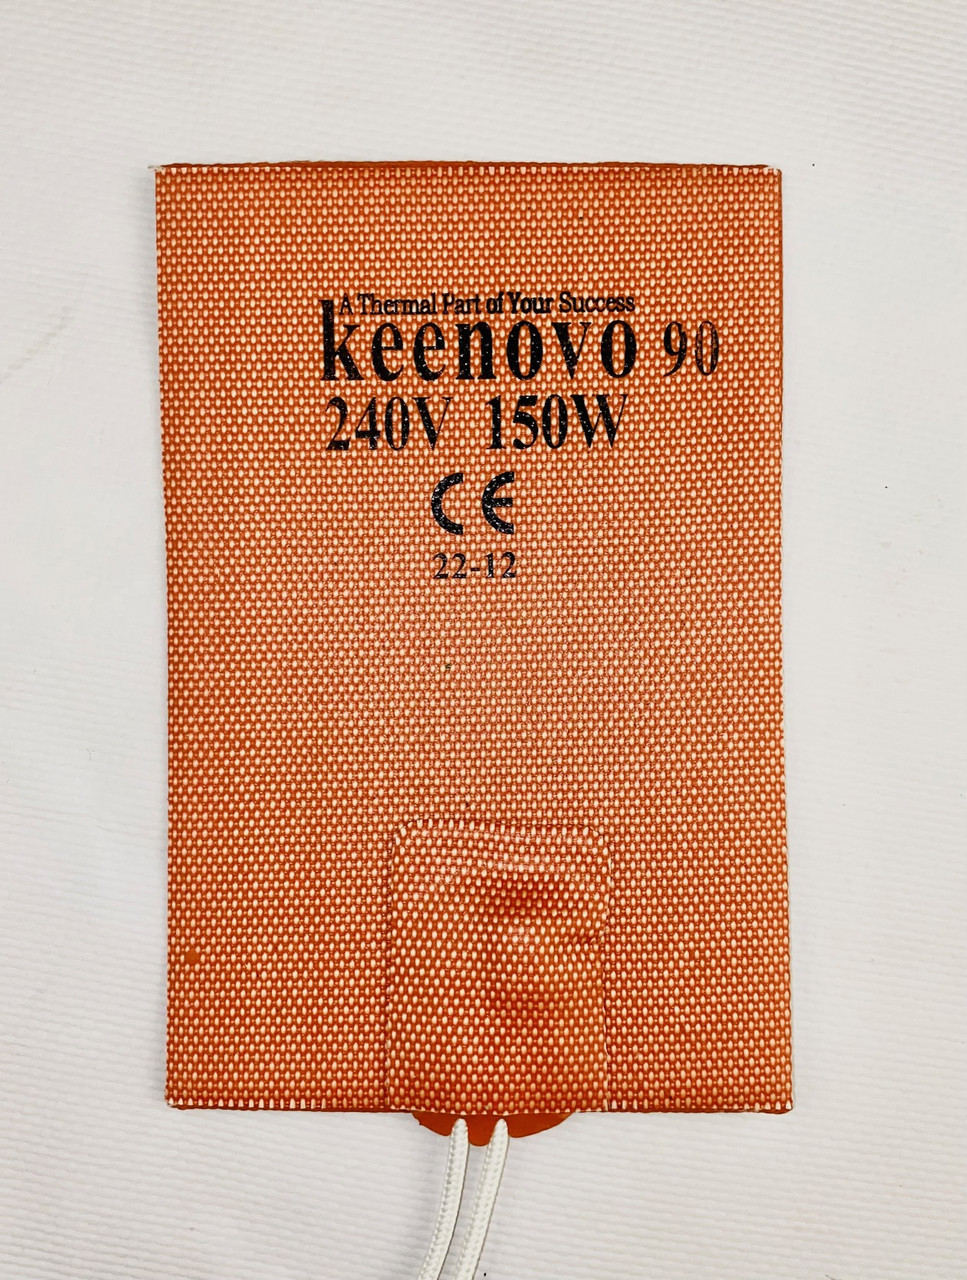 A Thermal Part of Your Success
keenovo 90
240V 150W
CE
22-12